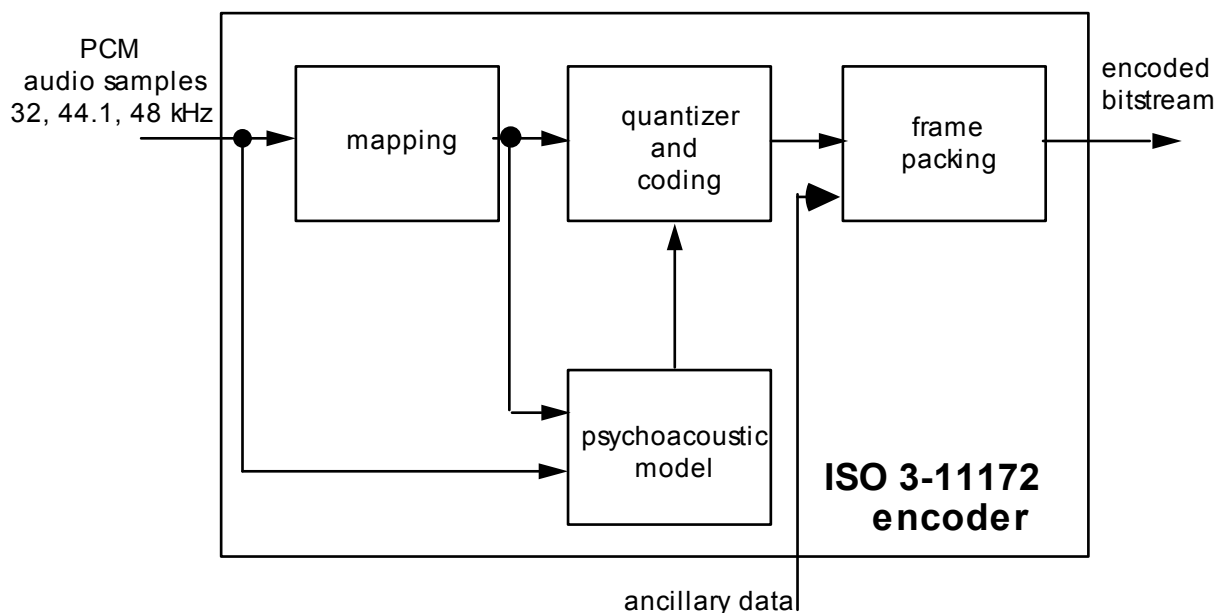 PCM
audio samples
32, 44.1, 48 kHz
mapping
quantizer
and
coding
frame
packing
encoded
bitstream
psychoacoustic
model
ISO 3-11172
encoder
ancillary data